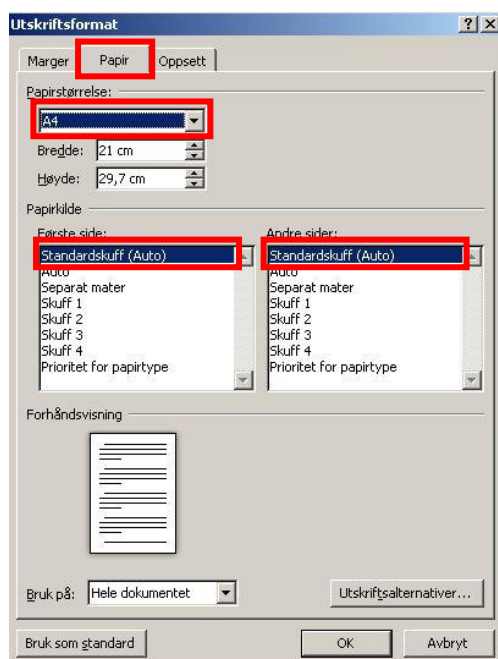 Utskriftsformat
Marger Papir Oppsett
Papirstørrelse:
A4
Bredde: 21 cm
Høyde: 29,7 cm
Papirkilde
Første side: Andre sider:
Standardskuff (Auto) Standardskuff (Auto)
Auto Auto
Separat mater Separat mater
Skuff 1 Skuff 1
Skuff 2 Skuff 2
Skuff 3 Skuff 3
Skuff 4 Skuff 4
Prioritet for papirtype Prioritet for papirtype
Forhåndsvisning
Bruk på: Hele dokumentet Utskriftsalternativer...
Bruk som standard OK Avbryt